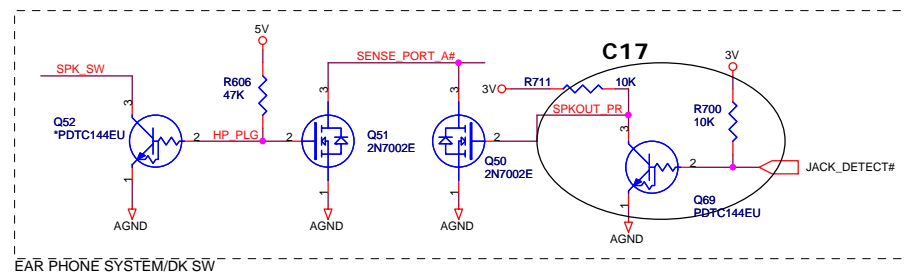 5V
SENSE_PORT_A#
C17
SPK_SW
R606
47K
R711
10K
3V
3V
SPKOUT_PR
R700
10K
3
3
3
3
Q52
*PDTC144EU
2
HP_PLG
2
Q51
2N7002E
2
Q50
2N7002E
2
JACK_DETECT#
1
1
1
1
Q69
PDTC144EU
AGND
AGND
AGND
AGND
EAR PHONE SYSTEM/DK SW